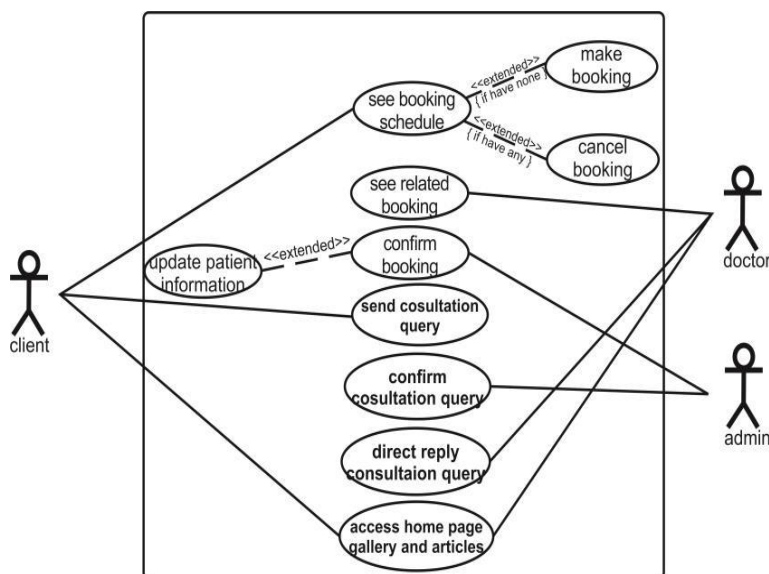 see booking
schedule
<<extended>>
{ if have none }
make
booking
<<extended>>
{ if have any }
cancel
booking
see related
booking
doctor
update patient
information
<<extended>>
confirm
booking
client
send cosultation
query
confirm
cosultation query
admin
direct reply
consultaion query
access home page
gallery and articles